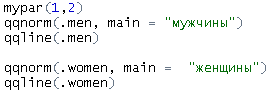 mypar(1,2)
qqnorm(.men, main = "мужчины")
qqline(.men)
qqnorm(.women, main =  "женщины")
qqline(.women)